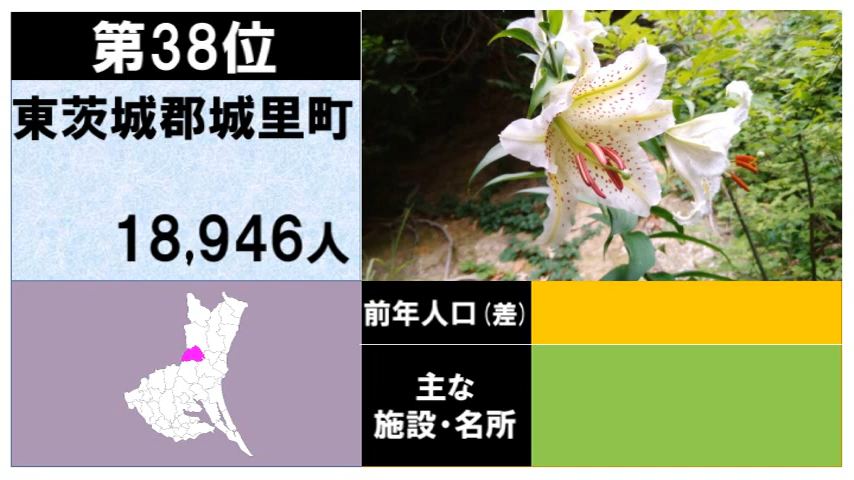 第38位
東茨城郡城里町
18,946人
前年人口(差)
主な
施設・名所